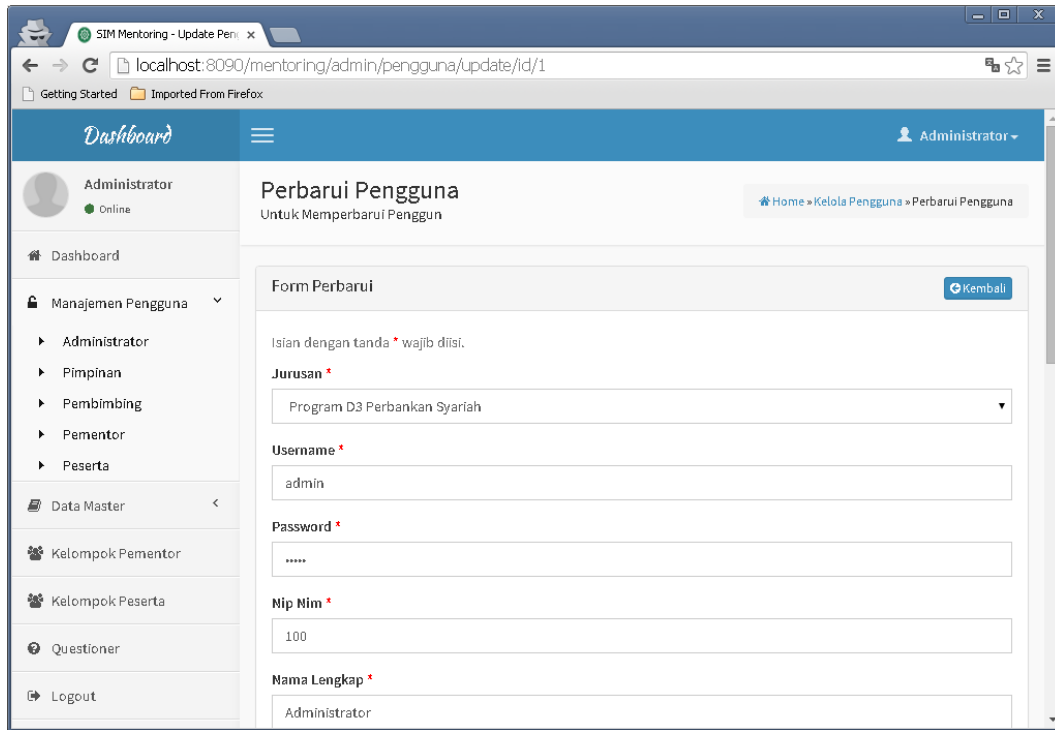 SIM Mentoring - Update Pen
localhost:8090/mentoring/admin/pengguna/update/id/1
Getting Started Imported From Firefox
Dashboard
Administrator
Administrator
Online
Perbarui Pengguna
Untuk Memperbarui Penggun
Home » Kelola Pengguna » Perbarui Pengguna
Dashboard
Manajemen Pengguna
Administrator
Pimpinan
Pembimbing
Pementor
Peserta
Data Master
Kelompok Pementor
Kelompok Peserta
Questioner
Logout
Form Perbarui
Kembali
Isian dengan tanda * wajib diisi.
Jurusan *
Program D3 Perbankan Syariah
Username *
admin
Password *
•••••
Nip Nim *
100
Nama Lengkap *
Administrator